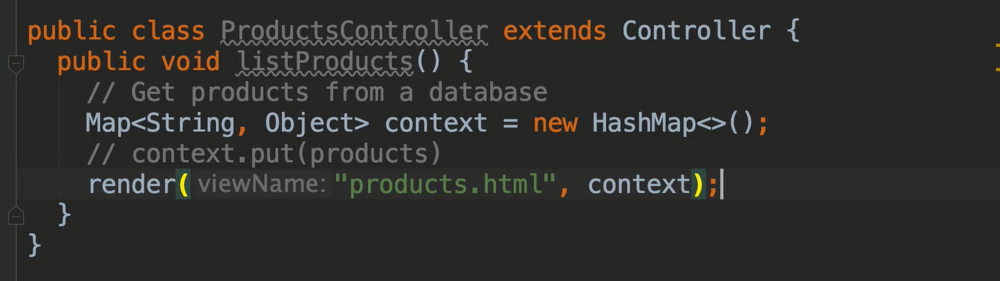 public class ProductsController extends Controller {
public void listProducts() {
// Get products from a database
Map<String, Object> context = new HashMap<>();
// context.put(products)
render( viewName: "products.html", context);
}
}